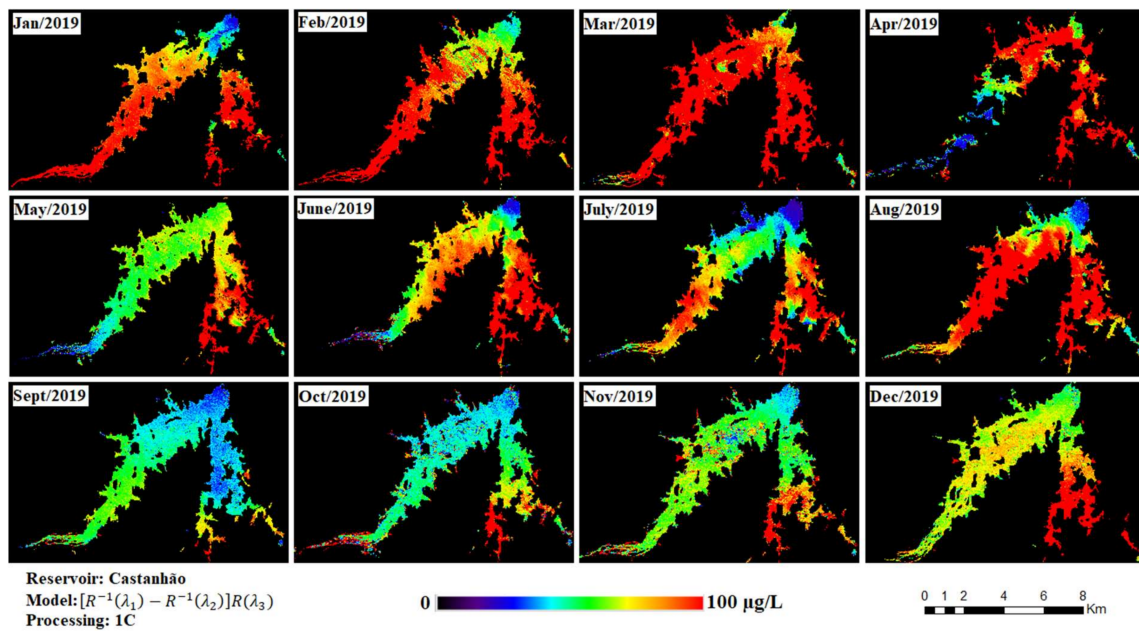 Jan/2019
Feb/2019
Mar/2019
Apr/2019
May/2019
June/2019
July/2019
Aug/2019
Sept/2019
Oct/2019
Nov/2019
Dec/2019
Reservoir: Castanhão
Model:[R⁻¹(λ₁) − R⁻¹(λ₂)]R(λ₃)
Processing: 1C
0 100 µg/L
0 1 2 4 6 8
Km